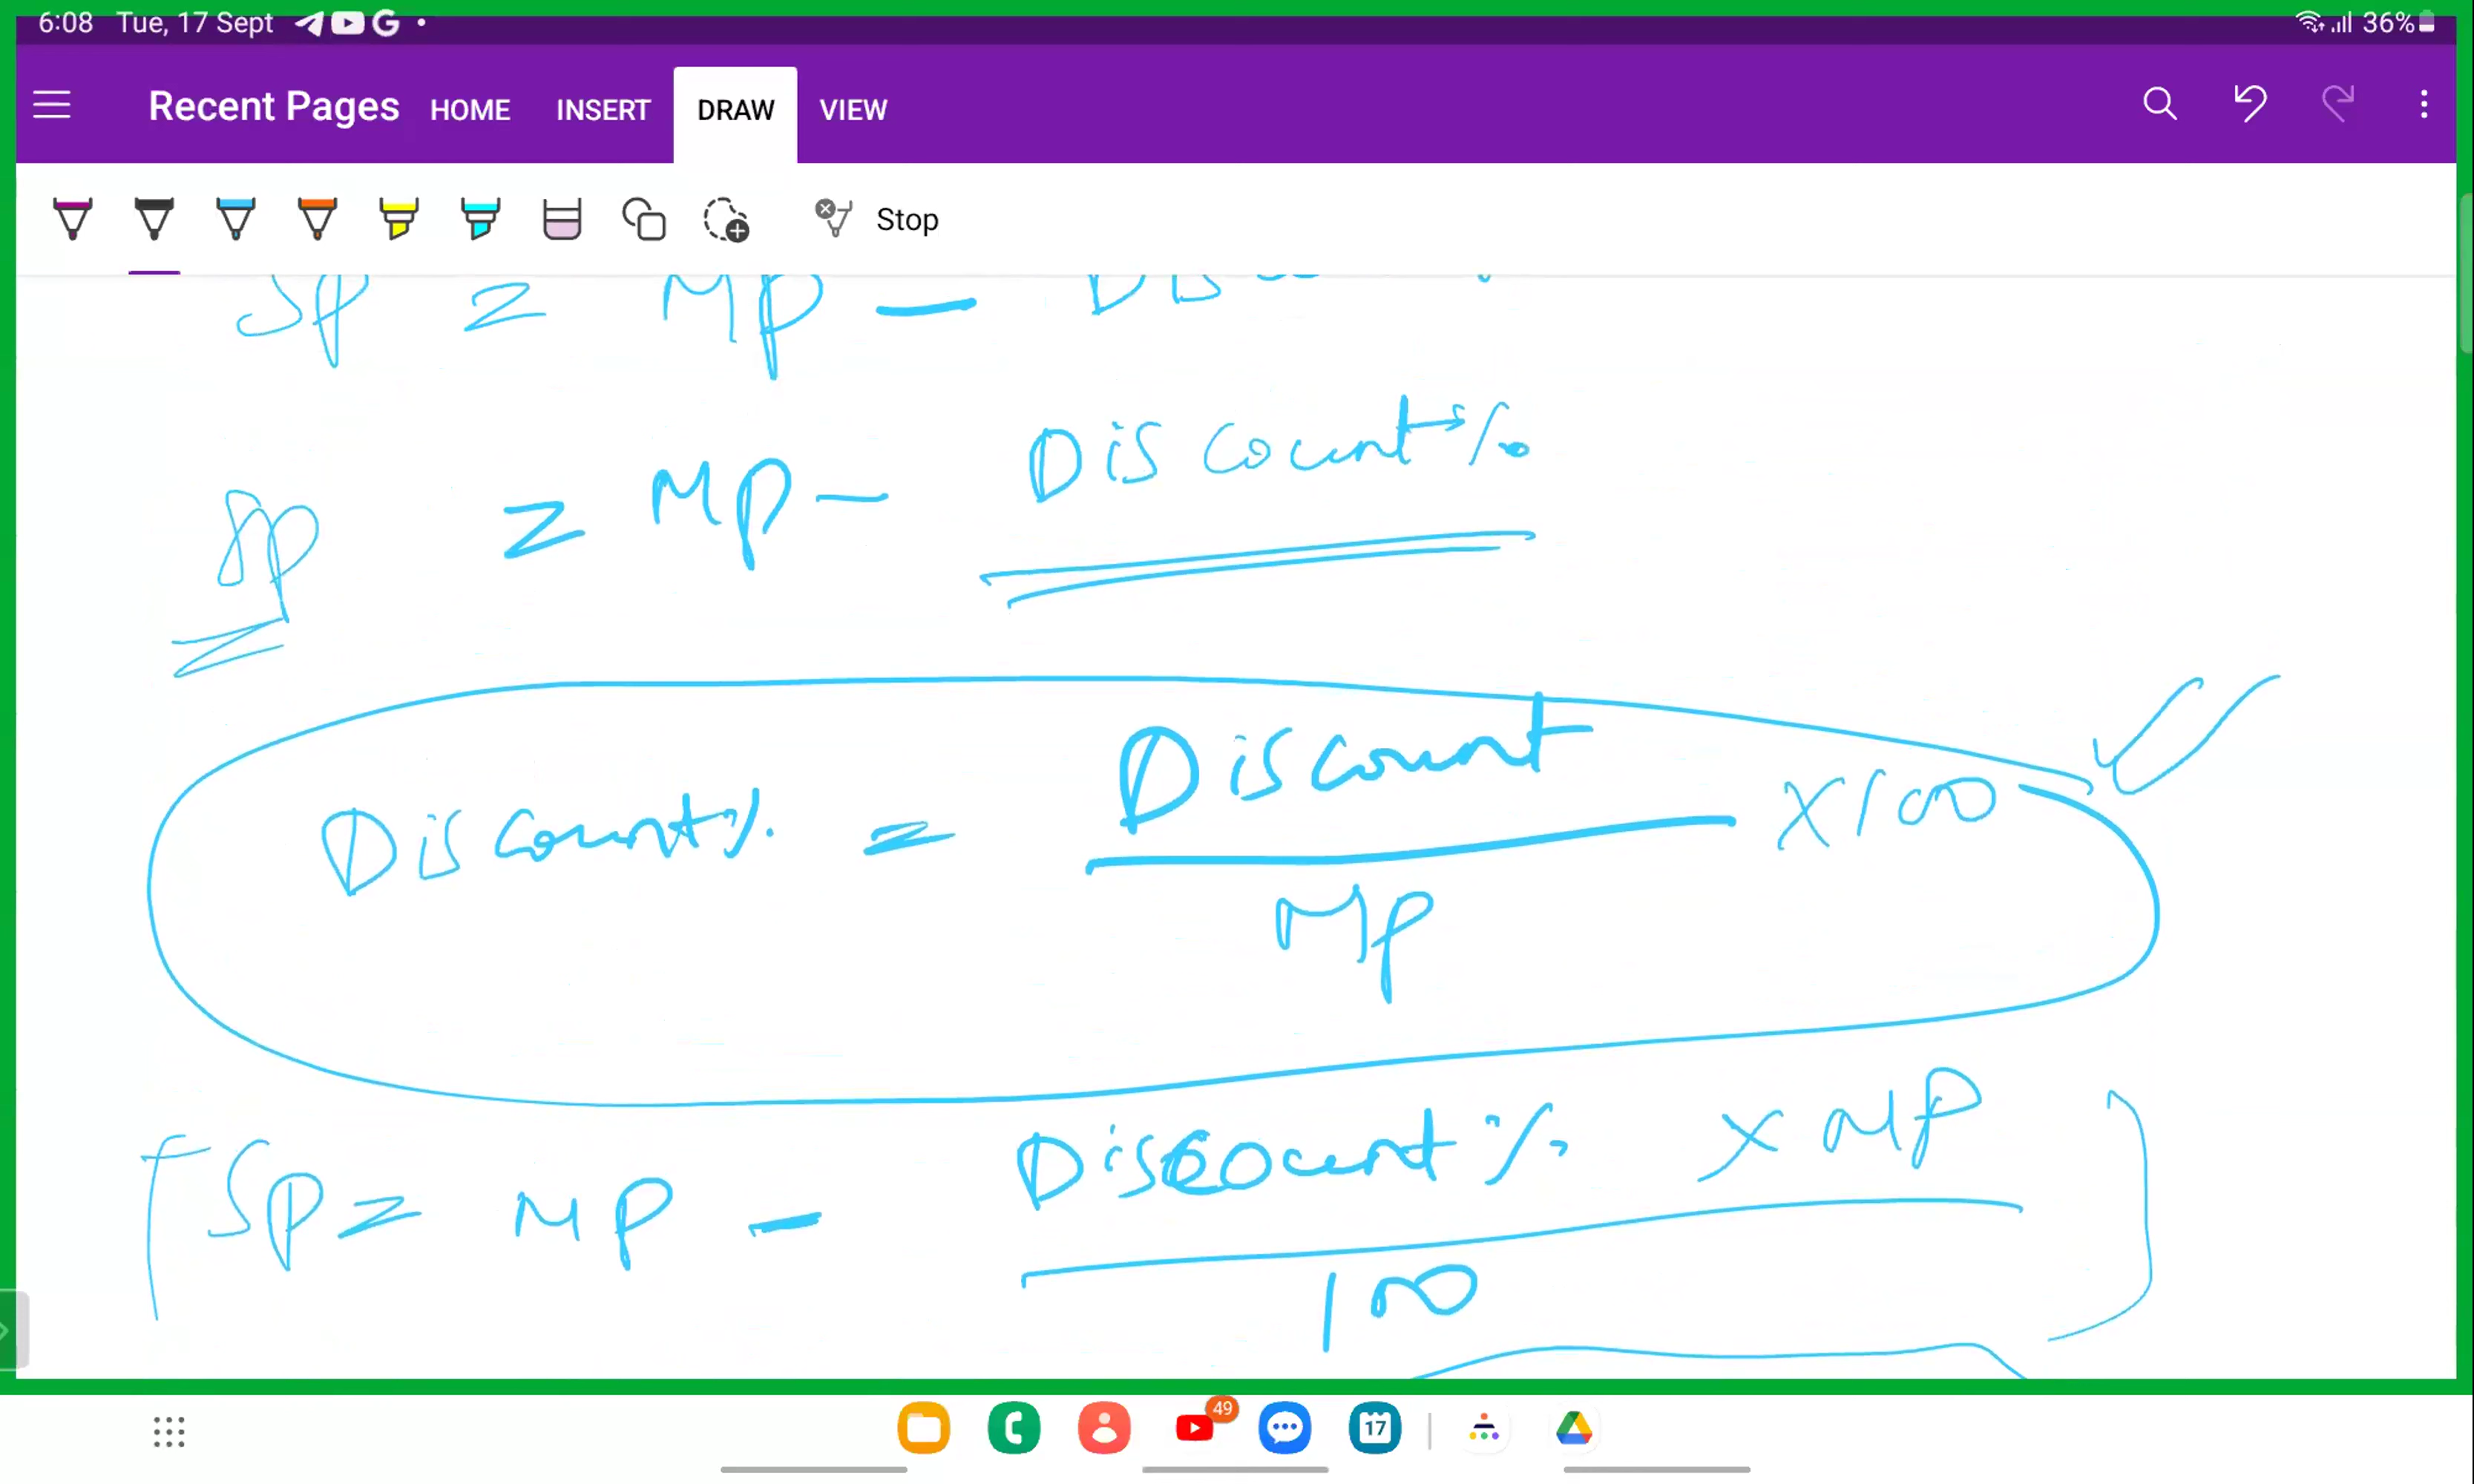 6:08 Tue, 17 Sept 36%
Recent Pages HOME INSERT DRAW VIEW
Stop
SP = MP -
SP = MP - Discount %
Discount % = Discount / MP × 100
SP = MP - Discount % × MP / 100
49
17